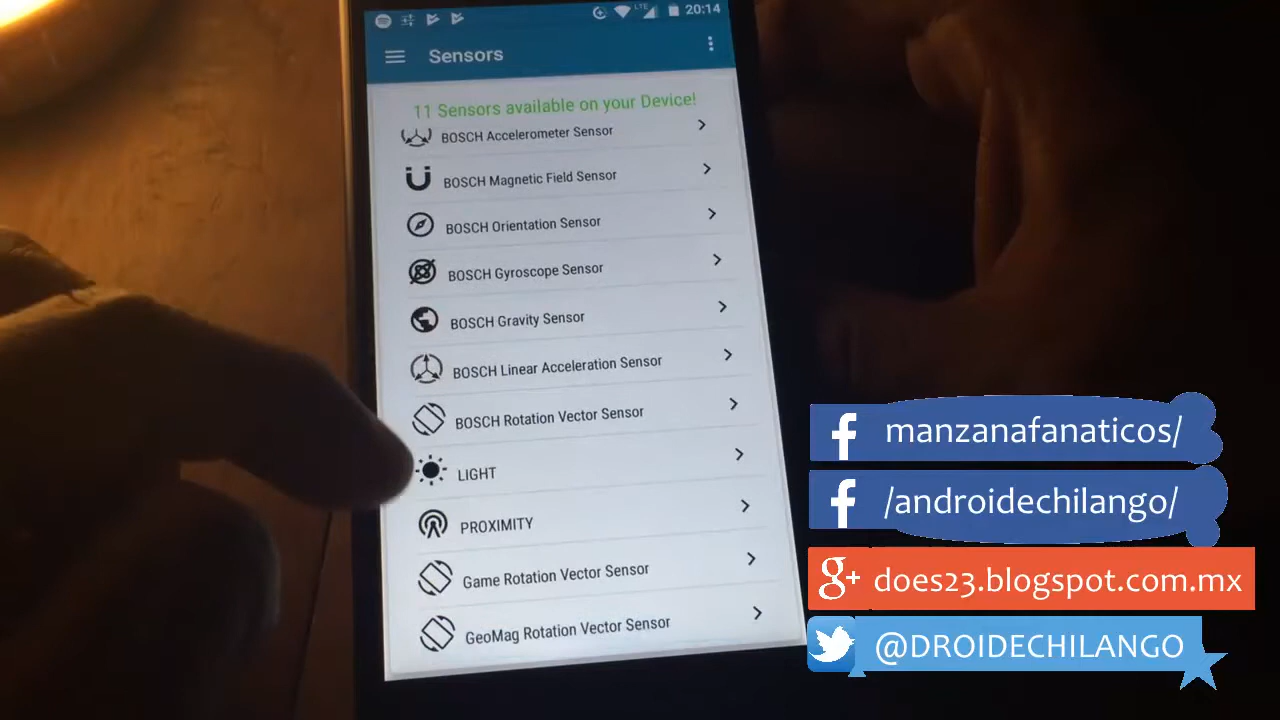 LTE 20:14
Sensors
11 Sensors available on your Device!
BOSCH Accelerometer Sensor
BOSCH Magnetic Field Sensor
BOSCH Orientation Sensor
BOSCH Gyroscope Sensor
BOSCH Gravity Sensor
BOSCH Linear Acceleration Sensor
BOSCH Rotation Vector Sensor
LIGHT
PROXIMITY
Game Rotation Vector Sensor
GeoMag Rotation Vector Sensor
f manzanafanaticos/
f /androidechilango/
g+ does23.blogspot.com.mx
@DROIDECHILANGO